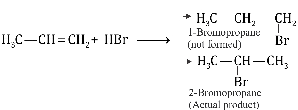 H₃C CH₂ CH₂
Br
1-Bromopropane
(not formed)
H₃C—CH=CH₂ + HBr
H₃C—CH—CH₃
Br
2-Bromopropane
(Actual product)